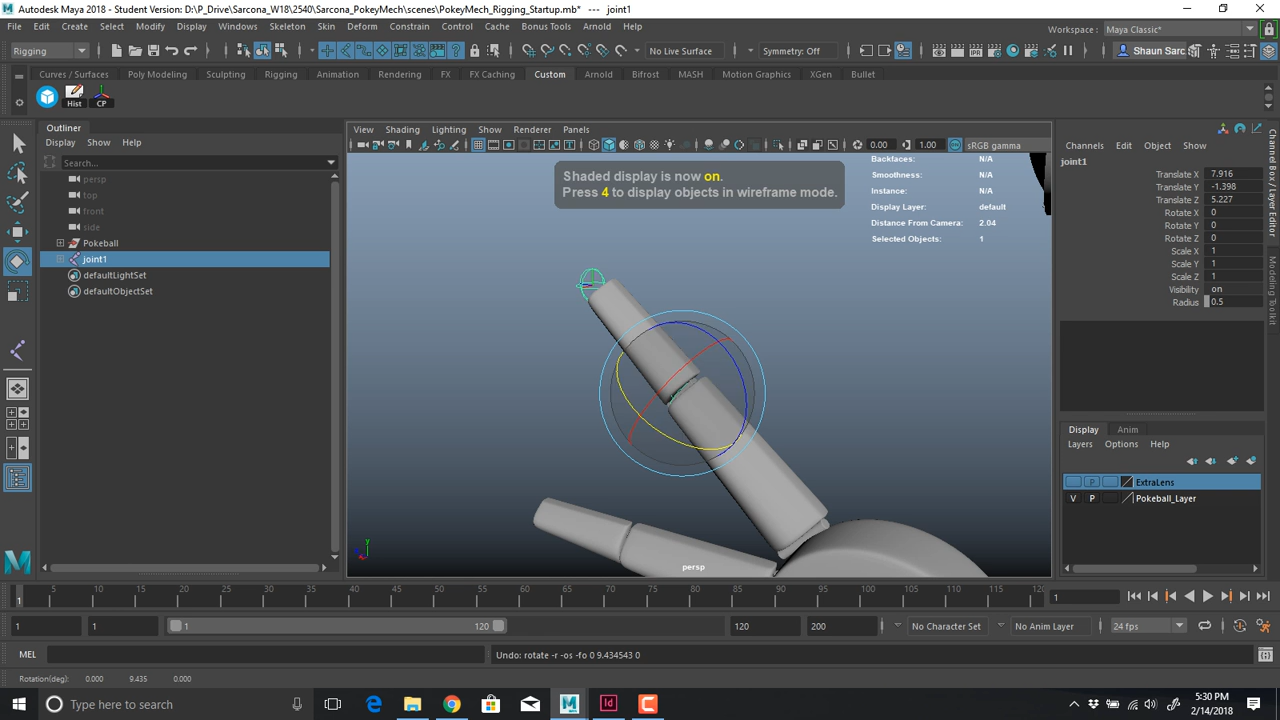 Autodesk Maya 2018 - Student Version: D:\P_Drive\Sarcona_W18\2540\Sarcona_PokeyMech\scenes\PokeyMech_Rigging_Startup.mb* --- joint1
File Edit Create Select Modify Display Windows Skeleton Skin Deform Constrain Control Cache Bonus Tools Arnold Help
Workspace : Maya Classic*
Rigging
No Live Surface
Symmetry: Off
Shaun Sarc
Curves / Surfaces Poly Modeling Sculpting Rigging Animation Rendering FX FX Caching Custom Arnold Bifrost MASH Motion Graphics XGen Bullet
Hist CP
Outliner
Display Show Help
Search...
persp
top
front
side
Pokeball
joint1
defaultLightSet
defaultObjectSet
View Shading Lighting Show Renderer Panels
0.00 1.00 sRGB gamma
Shaded display is now on.
Press 4 to display objects in wireframe mode.
Backfaces: N/A
Smoothness: N/A
Instance: N/A
Display Layer: default
Distance From Camera: 2.04
Selected Objects: 1
y
persp
Channels Edit Object Show
joint1
Translate X 7.916
Translate Y -1.398
Translate Z 5.227
Rotate X 0
Rotate Y 0
Rotate Z 0
Scale X 1
Scale Y 1
Scale Z 1
Visibility on
Radius 0.5
Channel Box / Layer Editor
Modeling Toolkit
Display Anim
Layers Options Help
P ExtraLens
V P Pokeball_Layer
1 5 10 15 20 25 30 35 40 45 50 55 60 65 70 75 80 85 90 95 100 105 110 115 120
1
1 1 1 120 120 200 No Character Set No Anim Layer 24 fps
MEL
Undo: rotate -r -os -fo 0 9.434543 0
Rotation(deg): 0.000 9.435 0.000
Type here to search
5:30 PM
2/14/2018